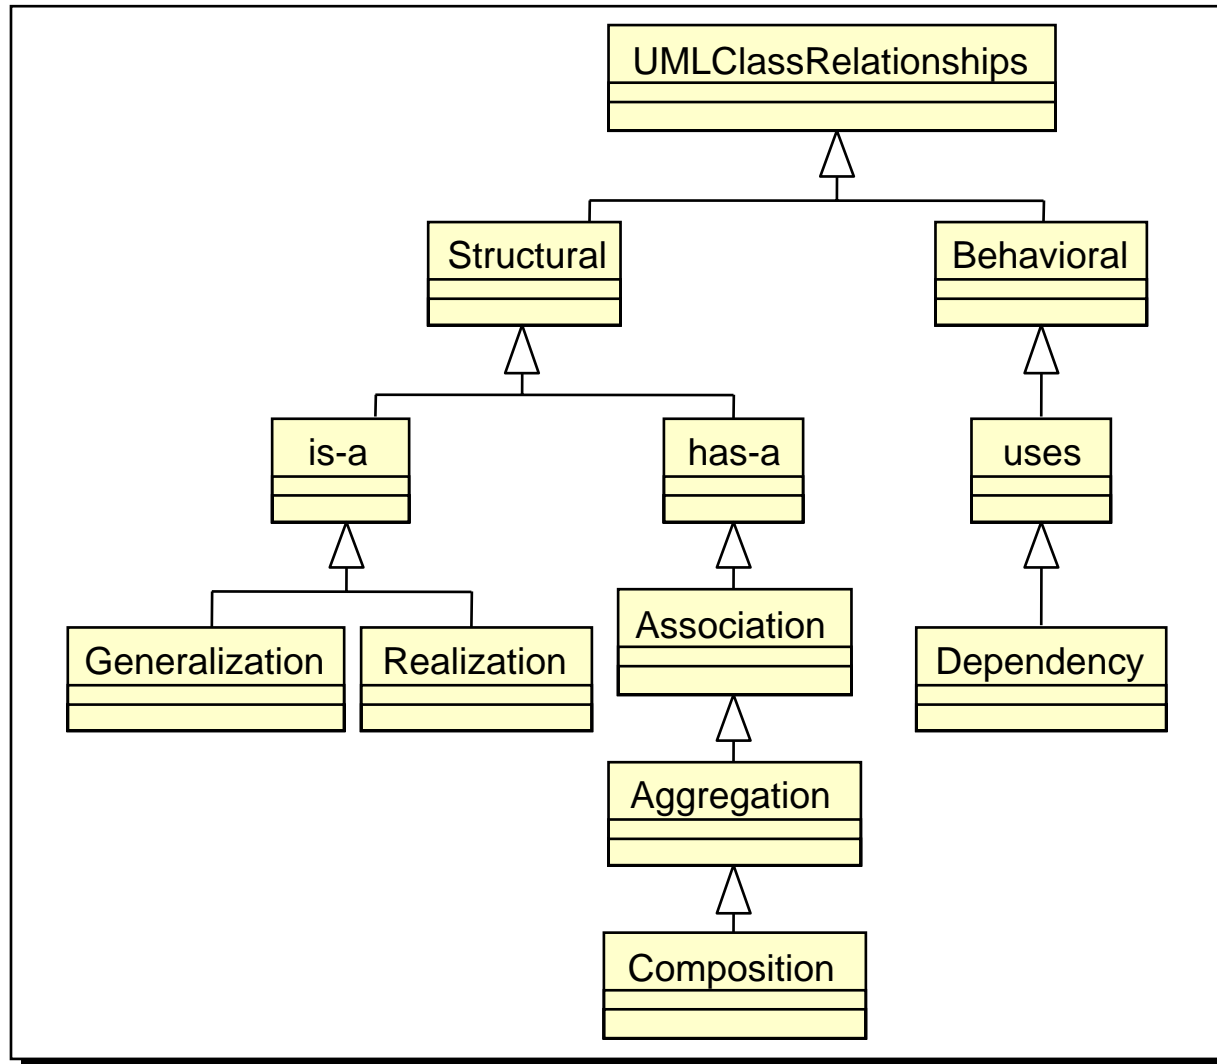 UMLClassRelationships
Structural
Behavioral
is-a
has-a
uses
Generalization
Realization
Association
Dependency
Aggregation
Composition